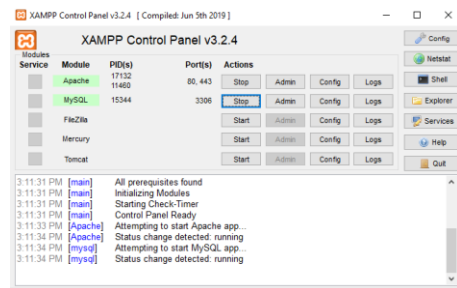 XAMPP Control Panel v3.2.4 [ Compiled: Jun 5th 2019 ]
XAMPP Control Panel v3.2.4
Config
Modules
Service Module PID(s) Port(s) Actions
Netstat
Apache 17132 11460 80, 443 Stop Admin Config Logs
Shell
MySQL 15344 3306 Stop Admin Config Logs
Explorer
FileZilla Start Admin Config Logs
Services
Mercury Start Admin Config Logs
Help
Tomcat Start Admin Config Logs
Quit
3:11:31 PM [main] All prerequisites found
3:11:31 PM [main] Initializing Modules
3:11:31 PM [main] Starting Check-Timer
3:11:31 PM [main] Control Panel Ready
3:11:33 PM [Apache] Attempting to start Apache app...
3:11:34 PM [Apache] Status change detected: running
3:11:34 PM [mysql] Attempting to start MySQL app...
3:11:34 PM [mysql] Status change detected: running